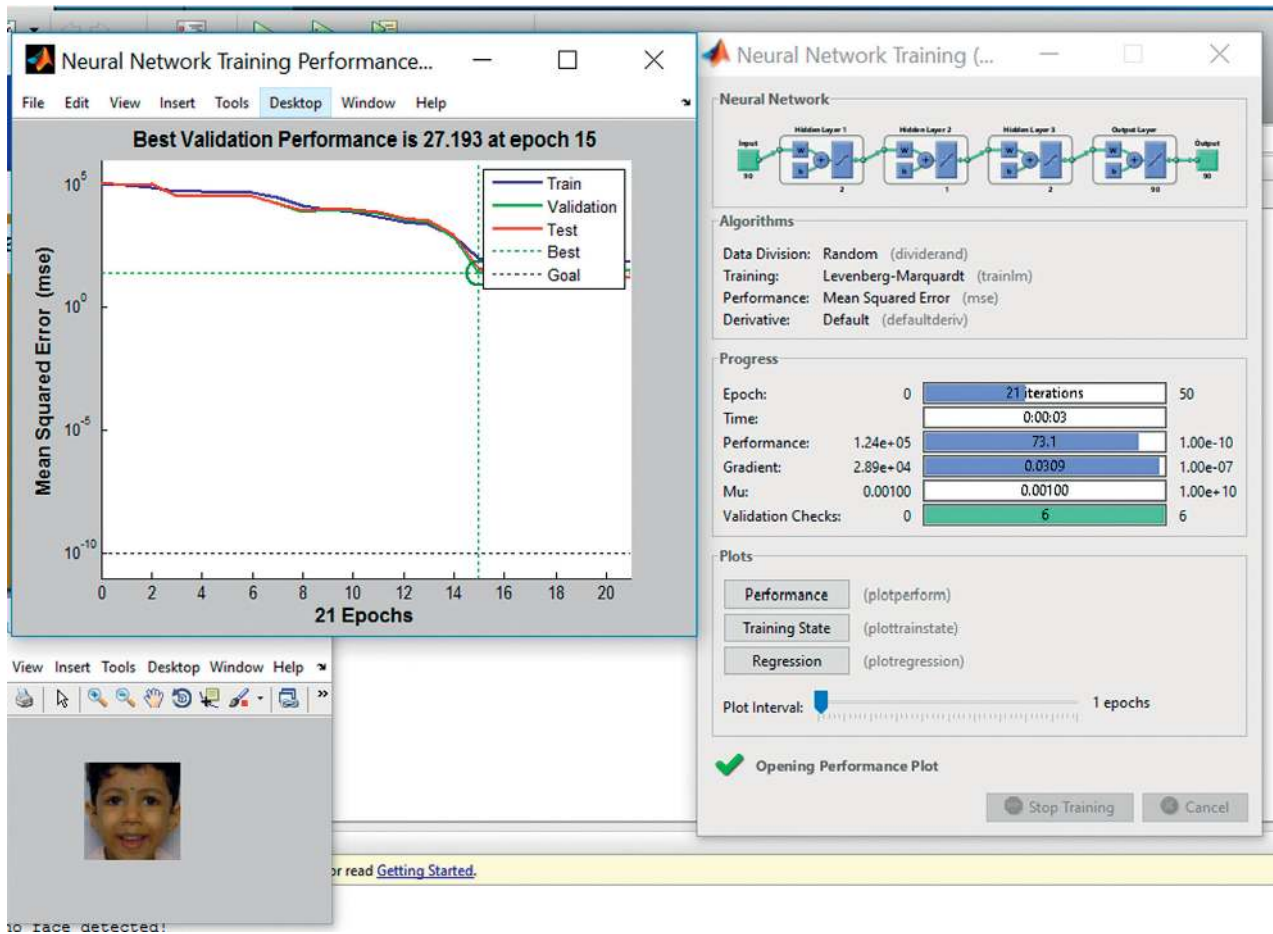 Neural Network Training Performance...
File Edit View Insert Tools Desktop Window Help
Best Validation Performance is 27.193 at epoch 15
Mean Squared Error (mse)
10^5
10^0
10^-5
10^-10
Train
Validation
Test
Best
Goal
0 2 4 6 8 10 12 14 16 18 20
21 Epochs
Neural Network Training (...
Neural Network
Hidden Layer 1 Hidden Layer 2 Hidden Layer 3 Output Layer
Input Output
W W W W
b b b b
90 2 1 2 90 90
Algorithms
Data Division: Random (dividerand)
Training: Levenberg-Marquardt (trainlm)
Performance: Mean Squared Error (mse)
Derivative: Default (defaultderiv)
Progress
Epoch: 0 21 iterations 50
Time: 0:00:03
Performance: 1.24e+05 73.1 1.00e-10
Gradient: 2.89e+04 0.0309 1.00e-07
Mu: 0.00100 0.00100 1.00e+10
Validation Checks: 0 6 6
Plots
Performance (plotperform)
Training State (plottrainstate)
Regression (plotregression)
Plot Interval: 1 epochs
Opening Performance Plot
Stop Training Cancel
View Insert Tools Desktop Window Help
or read Getting Started.
no face detected!